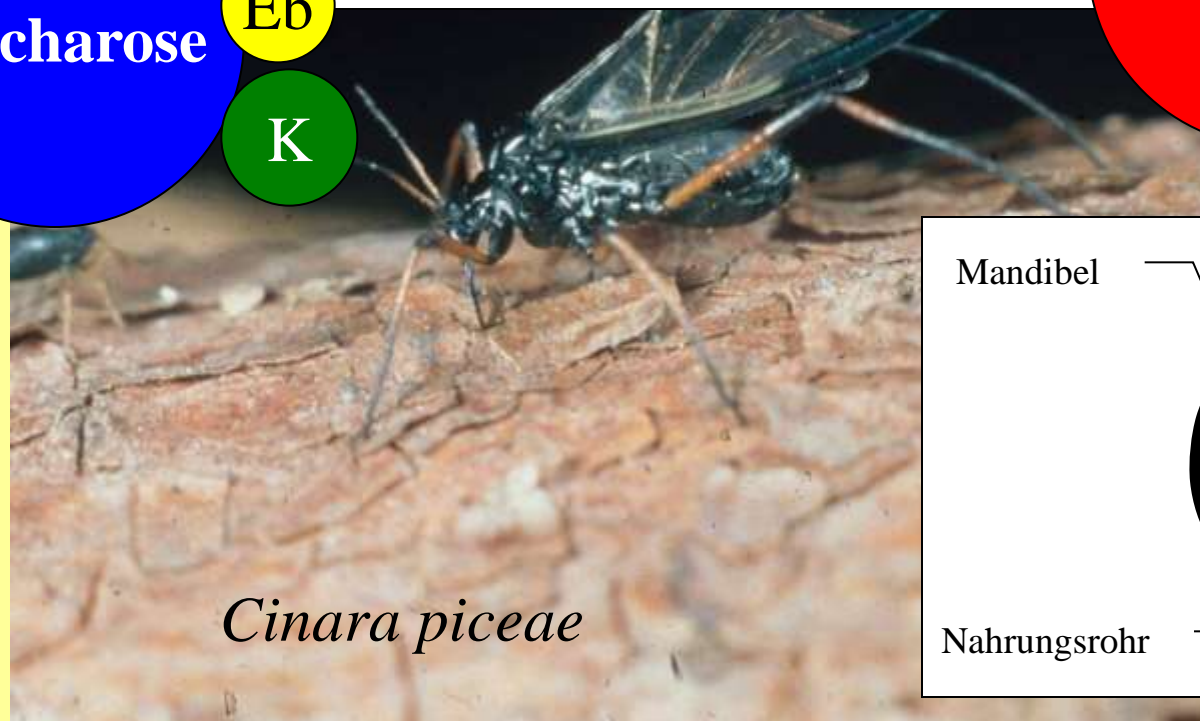 charose
Eb
K
Mandibel
Cinara piceae
Nahrungsrohr